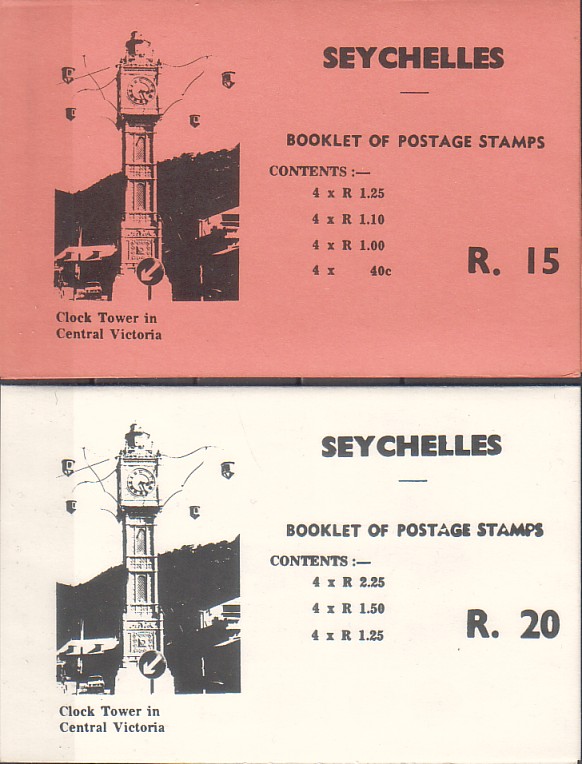 SEYCHELLES
BOOKLET OF POSTAGE STAMPS
CONTENTS :—
4 x R 1.25
4 x R 1.10
4 x R 1.00
4 x 40c
R. 15
Clock Tower in
Central Victoria
SEYCHELLES
BOOKLET OF POSTAGE STAMPS
CONTENTS :—
4 x R 2.25
4 x R 1.50
4 x R 1.25
R. 20
Clock Tower in
Central Victoria